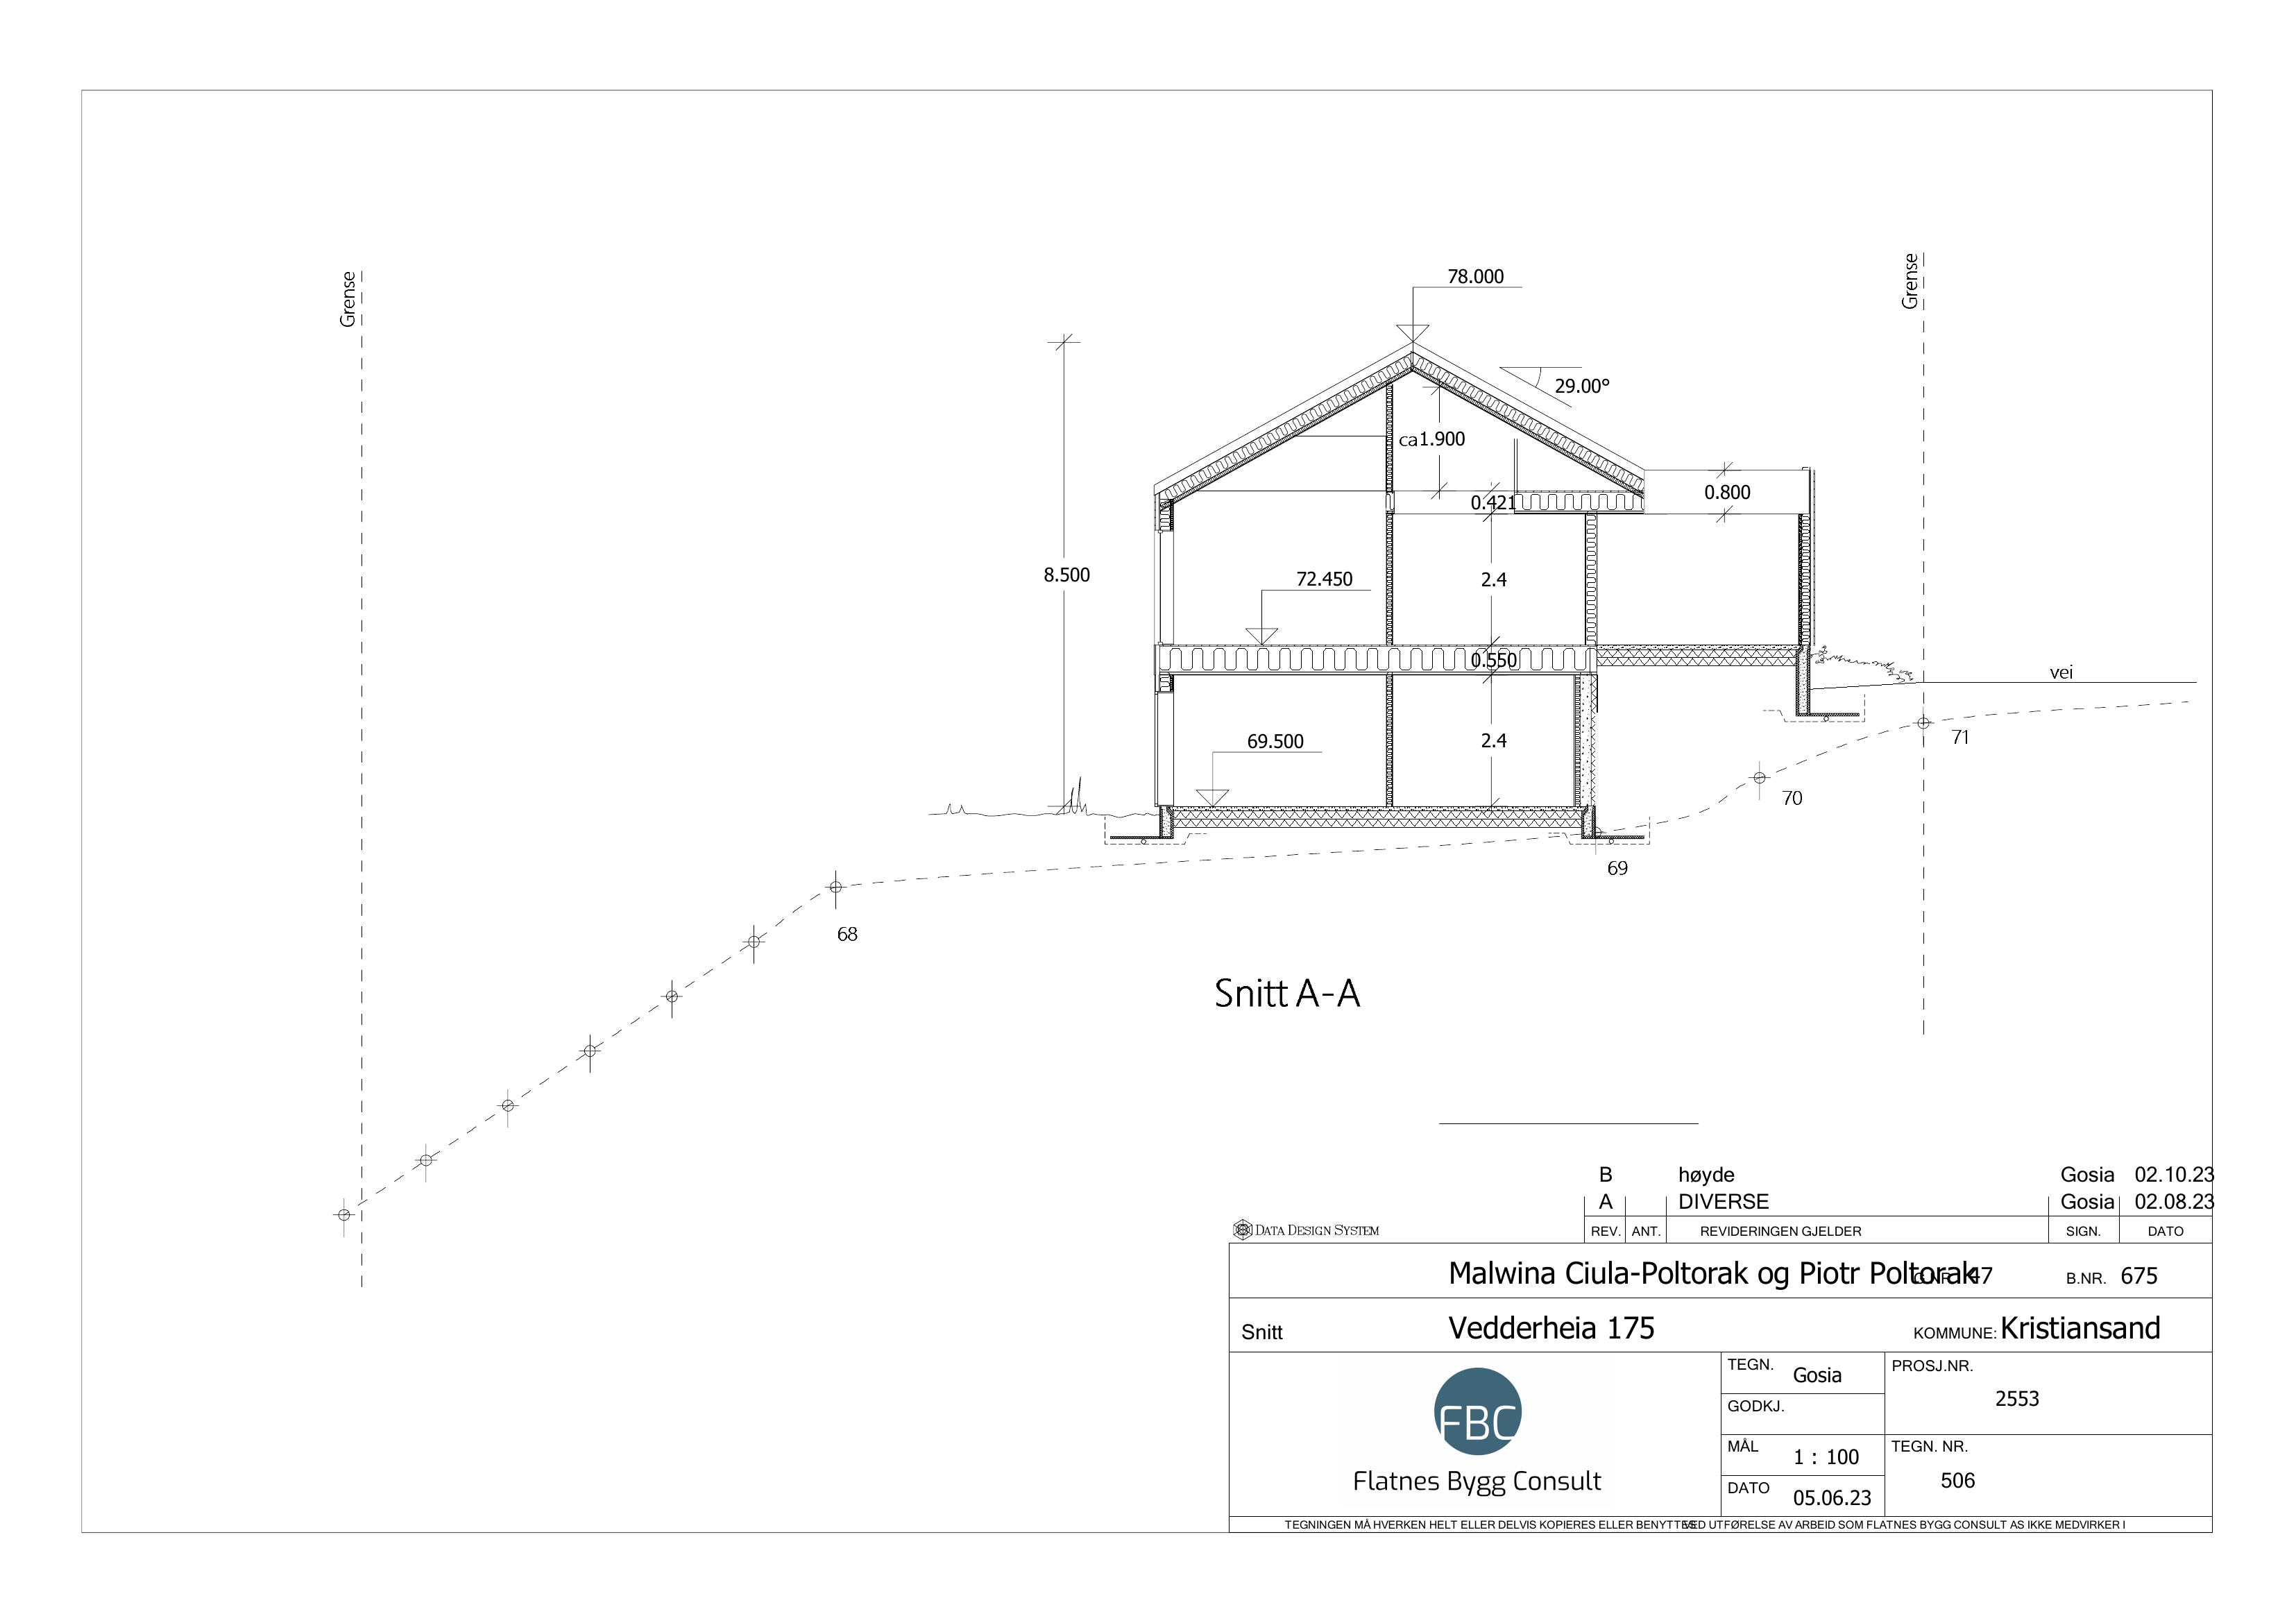 Grense
Grense
78.000
29.00°
ca1.900
0.421
0.800
8.500
72.450
2.4
0.550
vei
69.500
2.4
71
70
69
68
Snitt A-A
B høyde Gosia 02.10.23
A DIVERSE Gosia 02.08.23
DATA DESIGN SYSTEM
REV. ANT. REVIDERINGEN GJELDER SIGN. DATO
Malwina Ciula-Poltorak og Piotr Poltorak G.NR. 47 B.NR. 675
Snitt Vedderheia 175 KOMMUNE: Kristiansand
TEGN. Gosia PROSJ.NR.
2553
GODKJ.
MÅL 1 : 100 TEGN. NR.
506
DATO 05.06.23
FBC
Flatnes Bygg Consult
TEGNINGEN MÅ HVERKEN HELT ELLER DELVIS KOPIERES ELLER BENYTTES VED UTFØRELSE AV ARBEID SOM FLATNES BYGG CONSULT AS IKKE MEDVIRKER I